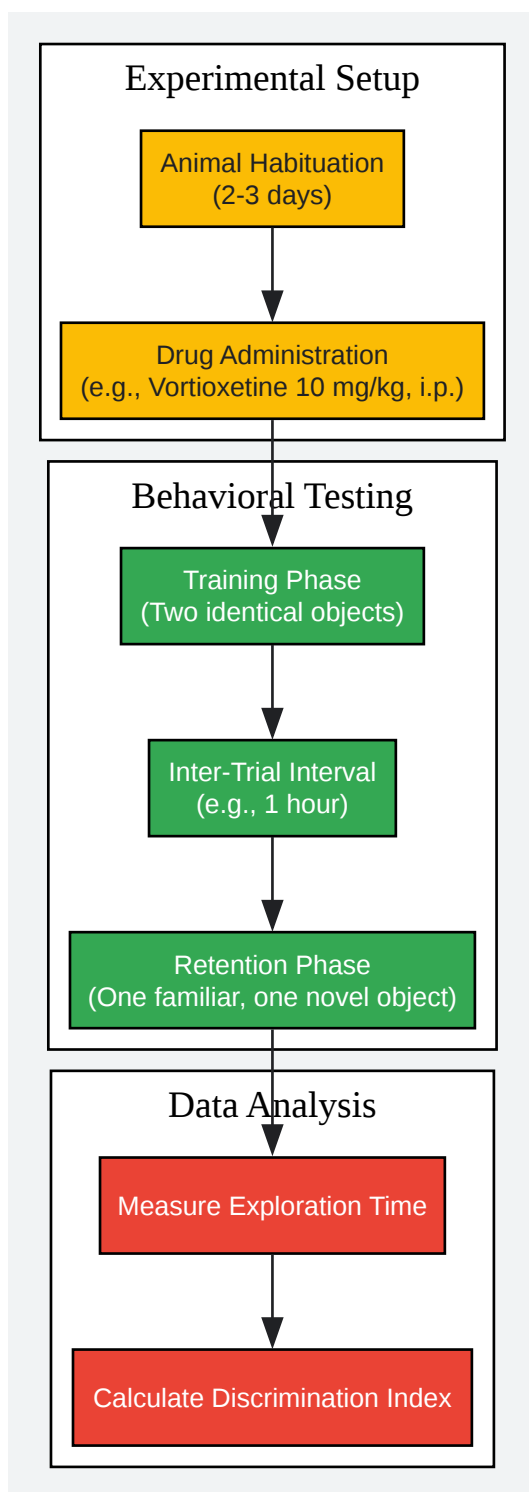 Experimental Setup
Animal Habituation
(2-3 days)
Drug Administration
(e.g., Vortioxetine 10 mg/kg, i.p.)
Behavioral Testing
Training Phase
(Two identical objects)
Inter-Trial Interval
(e.g., 1 hour)
Retention Phase
(One familiar, one novel object)
Data Analysis
Measure Exploration Time
Calculate Discrimination Index